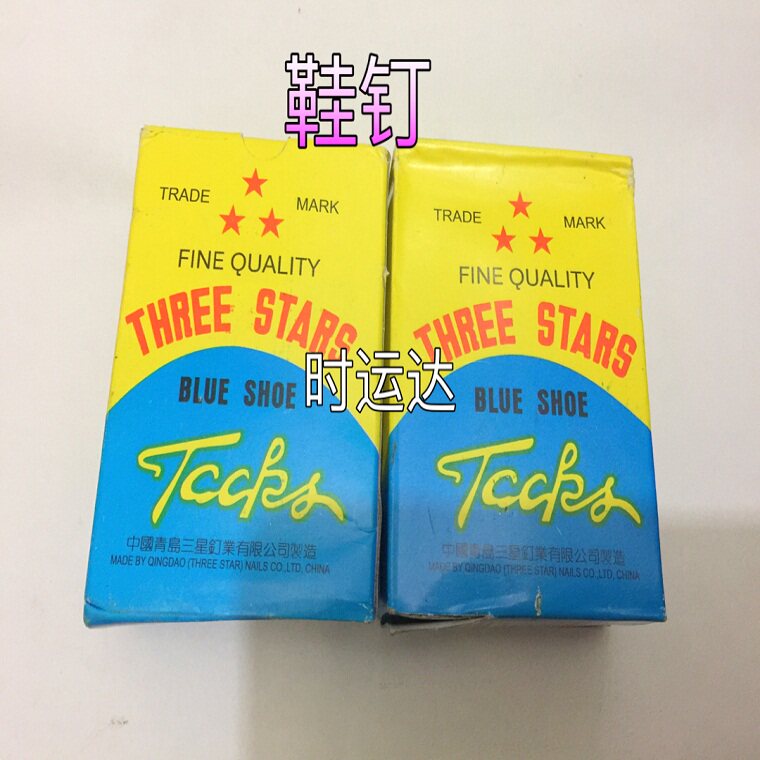 鞋钉
TRADE MARK
FINE QUALITY
THREE STARS
BLUE SHOE
Tacks
中國青島三星釘業有限公司製造
MADE BY QINGDAO (THREE STAR) NAILS CO.,LTD, CHINA
TRADE MARK
FINE QUALITY
THREE STARS
BLUE SHOE
Tacks
中國青島三星釘業有限公司製造
MADE BY QINGDAO (THREE STAR) NAILS CO.,LTD, CHINA
时运达